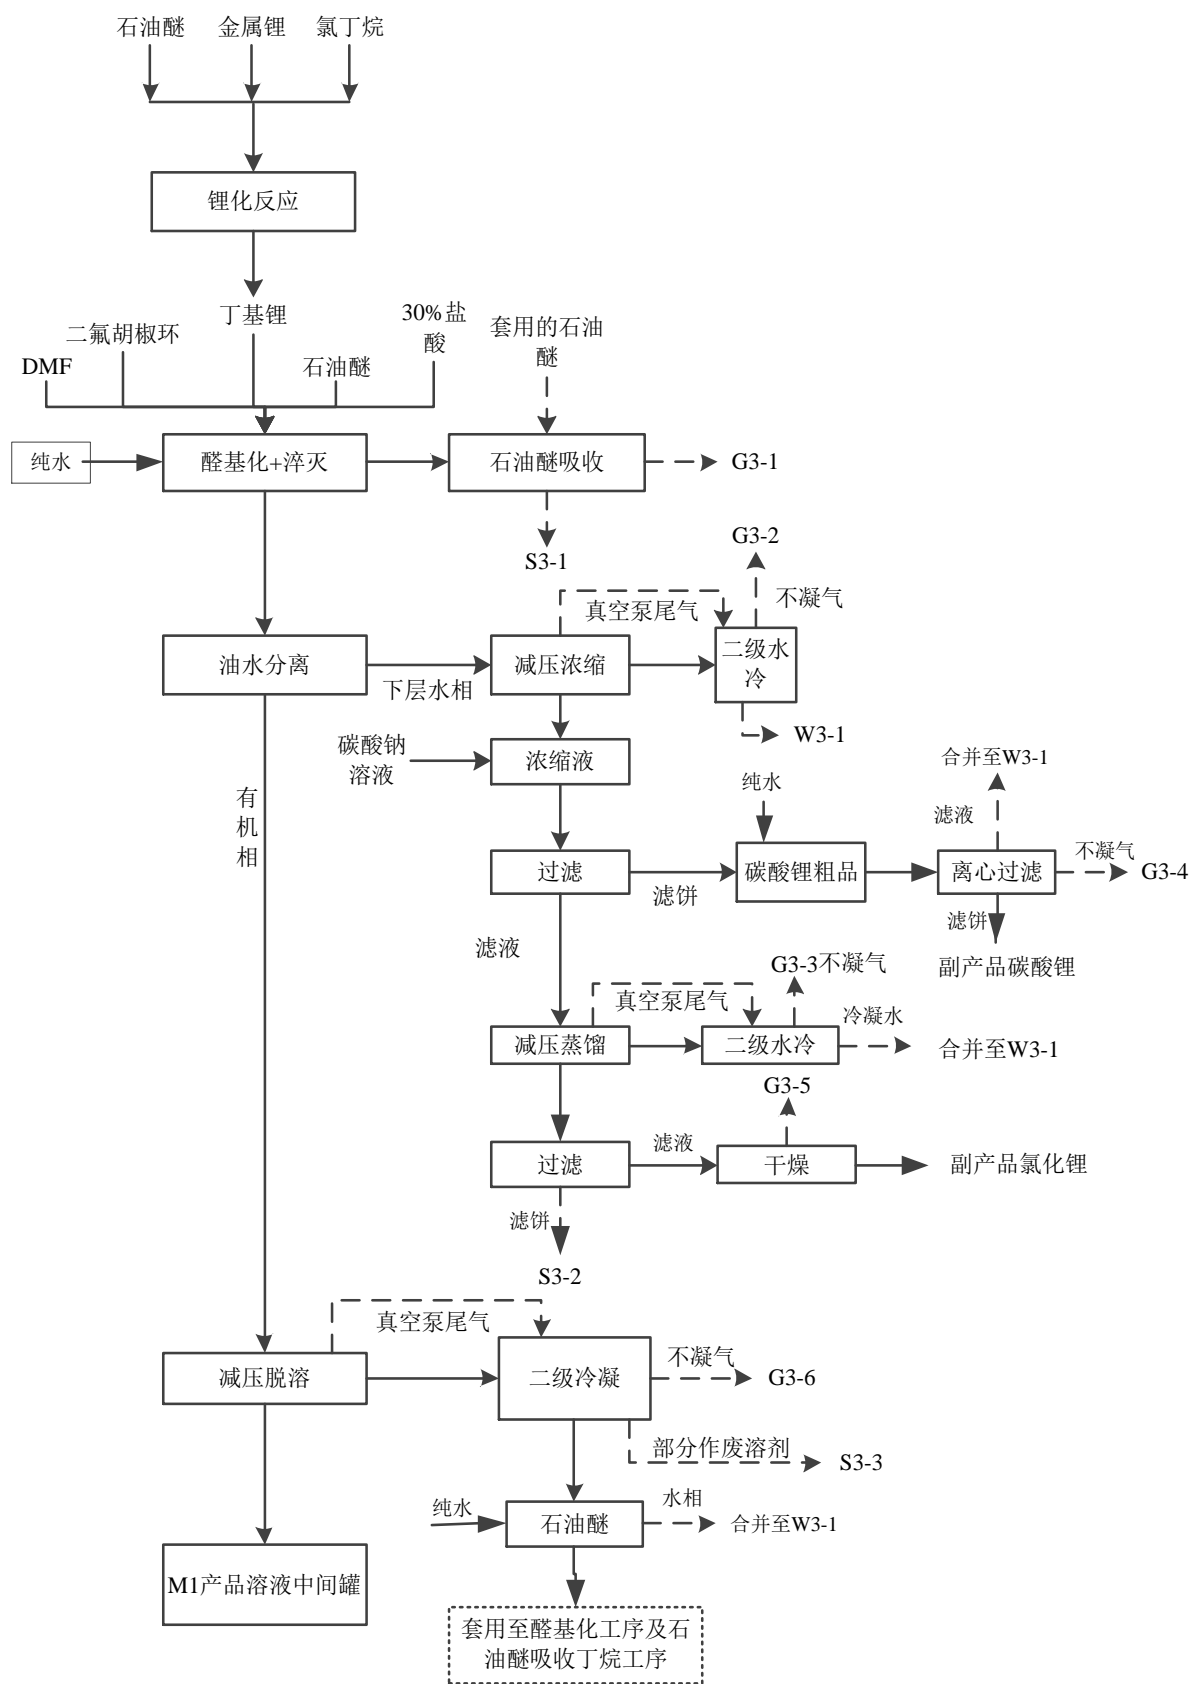 石油醚
金属锂
氯丁烷
锂化反应
丁基锂
30%盐
酸
二氟胡椒环
DMF
石油醚
套用的石油
醚
纯水
醛基化+淬灭
石油醚吸收
G3-1
S3-1
G3-2
真空泵尾气
不凝气
油水分离
下层水相
减压浓缩
二级水
冷
W3-1
碳酸钠
溶液
浓缩液
有
机
相
纯水
合并至W3-1
滤液
过滤
滤饼
碳酸锂粗品
离心过滤
不凝气
G3-4
滤饼
副产品碳酸锂
滤液
G3-3不凝气
真空泵尾气
冷凝水
减压蒸馏
二级水冷
合并至W3-1
G3-5
过滤
滤液
干燥
副产品氯化锂
滤饼
S3-2
真空泵尾气
减压脱溶
二级冷凝
不凝气
G3-6
部分作废溶剂
S3-3
纯水
石油醚
水相
合并至W3-1
M1产品溶液中间罐
套用至醛基化工序及石
油醚吸收丁烷工序